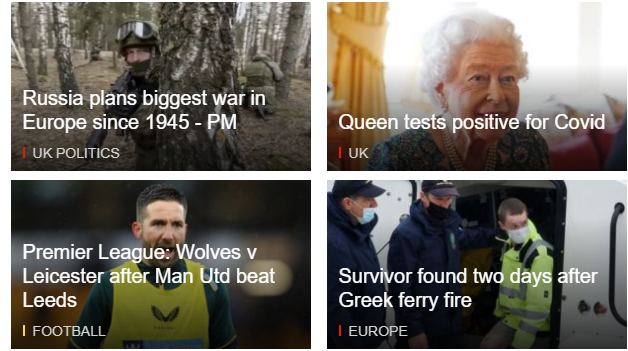 Russia plans biggest war in
Europe since 1945 - PM
UK POLITICS
Queen tests positive for Covid
UK
Premier League: Wolves v
Leicester after Man Utd beat
Leeds
FOOTBALL
Survivor found two days after
Greek ferry fire
EUROPE